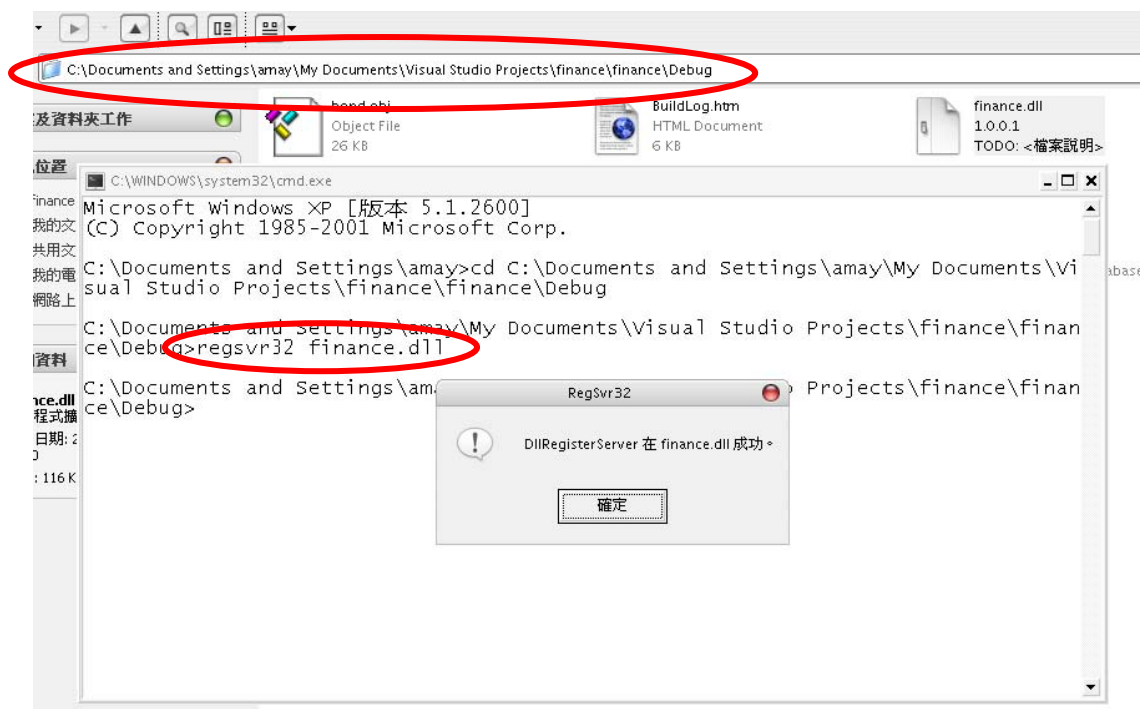 C:\Documents and Settings\amay\My Documents\Visual Studio Projects\finance\finance\Debug
及資料夾工作
bond.obj
Object File
26 KB
BuildLog.htm
HTML Document
6 KB
finance.dll
1.0.0.1
TODO: <檔案說明>
位置
finance
我的文
共用文
我的電
網路上
資料
nce.dll
程式擴
日期: 2
0
: 116 K
abase
C:\WINDOWS\system32\cmd.exe
Microsoft Windows XP [版本 5.1.2600]
(C) Copyright 1985-2001 Microsoft Corp.
C:\Documents and Settings\amay>cd C:\Documents and Settings\amay\My Documents\Vi
sual Studio Projects\finance\finance\Debug
C:\Documents and Settings\amay\My Documents\Visual Studio Projects\finance\finan
ce\Debug>regsvr32 finance.dll
C:\Documents and Settings\am Projects\finance\finan
ce\Debug>
RegSvr32
DllRegisterServer 在 finance.dll 成功。
確定